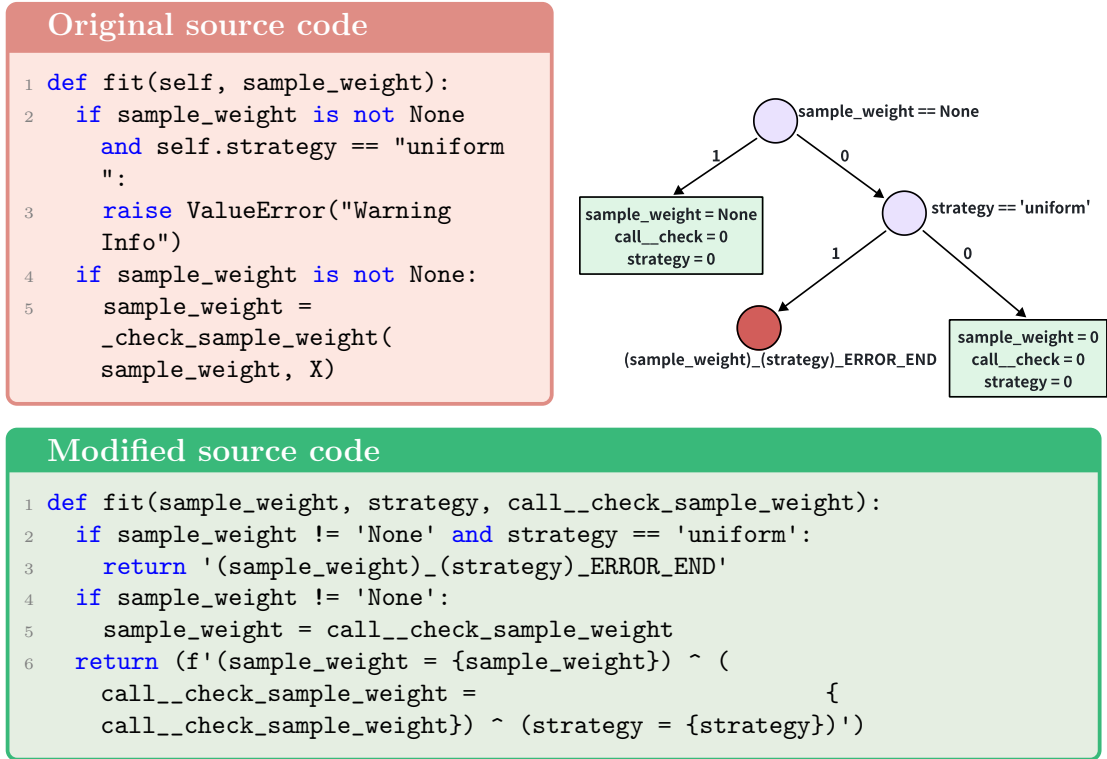 Original source code
1 def fit(self, sample_weight):
2 if sample_weight is not None
and self.strategy == "uniform
":
3 raise ValueError("Warning
Info")
4 if sample_weight is not None:
5 sample_weight =
_check_sample_weight(
sample_weight, X)
sample_weight == None
1
0
sample_weight = None
call__check = 0
strategy = 0
strategy == 'uniform'
1
0
(sample_weight)_(strategy)_ERROR_END
sample_weight = 0
call__check = 0
strategy = 0
Modified source code
1 def fit(sample_weight, strategy, call__check_sample_weight):
2 if sample_weight != 'None' and strategy == 'uniform':
3 return '(sample_weight)_(strategy)_ERROR_END'
4 if sample_weight != 'None':
5 sample_weight = call__check_sample_weight
6 return (f'(sample_weight = {sample_weight}) ^ (
call__check_sample_weight = {
call__check_sample_weight}) ^ (strategy = {strategy})')